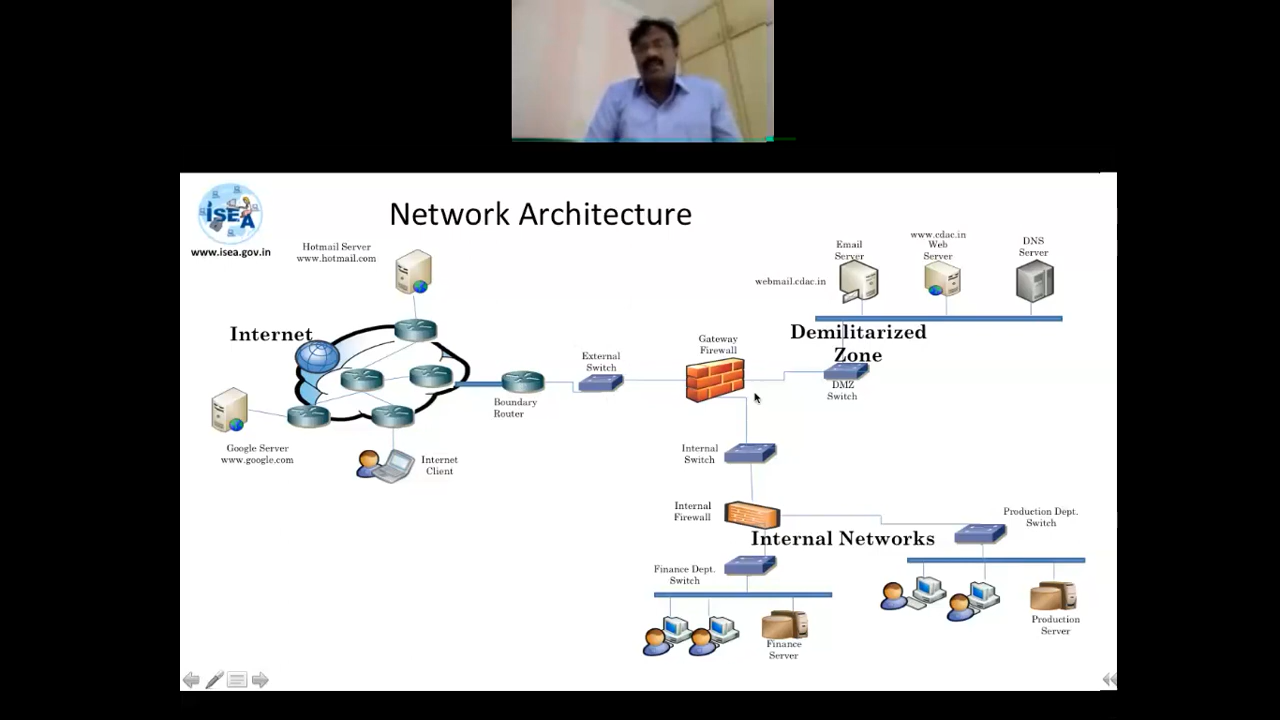 ISEA
www.isea.gov.in
Network Architecture
Hotmail Server
www.hotmail.com
Internet
Google Server
www.google.com
Internet
Client
Boundary
Router
External
Switch
Gateway
Firewall
Email
Server
webmail.cdac.in
www.cdac.in
Web
Server
DNS
Server
Demilitarized
Zone
DMZ
Switch
Internal
Switch
Internal
Firewall
Internal Networks
Production Dept.
Switch
Finance Dept.
Switch
Production
Server
Finance
Server